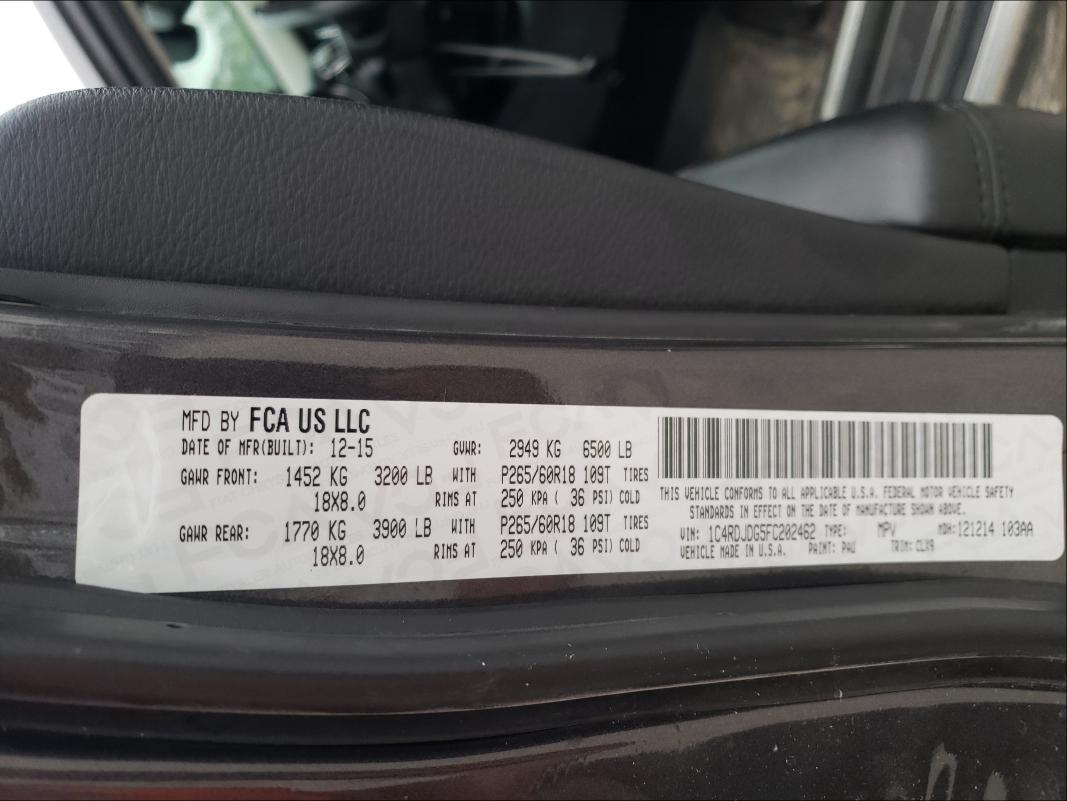 MFD BY FCA US LLC
DATE OF MFR(BUILT): 12-15 GVWR: 2949 KG 6500 LB
GAWR FRONT: 1452 KG 3200 LB WITH P265/60R18 109T TIRES
18X8.0 RIMS AT 250 KPA ( 36 PSI) COLD
GAWR REAR: 1770 KG 3900 LB WITH P265/60R18 109T TIRES
18X8.0 RIMS AT 250 KPA ( 36 PSI) COLD
THIS VEHICLE CONFORMS TO ALL APPLICABLE U.S.A. FEDERAL MOTOR VEHICLE SAFETY
STANDARDS IN EFFECT ON THE DATE OF MANUFACTURE SHOWN ABOVE.
VIN: 1C4RDJDG5FC202462 TYPE: MPV MDH: 121214 103AA
VEHICLE MADE IN U.S.A. PAINT: PAU TRIM: